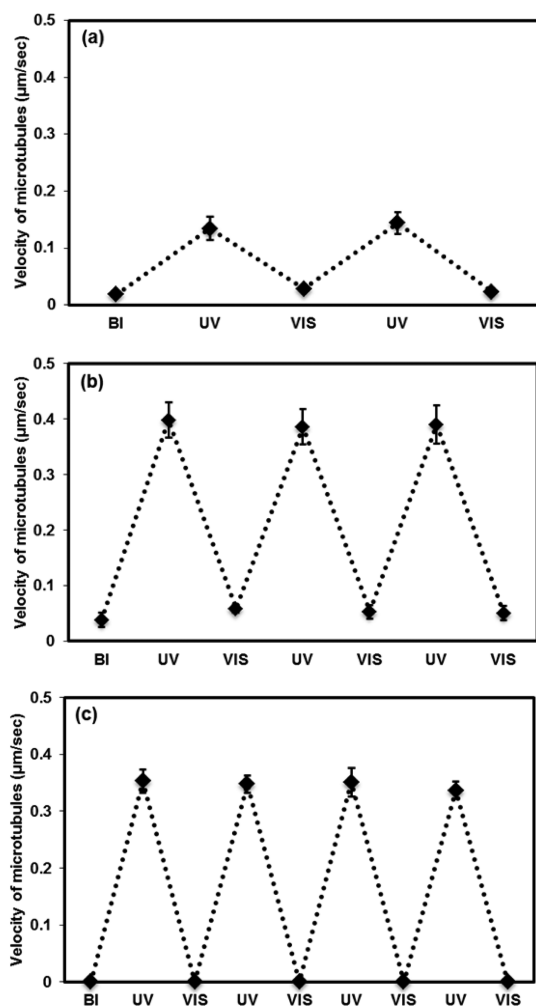 (a)
Velocity of microtubules (µm/sec)
0.5
0.4
0.3
0.2
0.1
0
BI UV VIS UV VIS
(b)
Velocity of microtubules (µm/sec)
0.5
0.4
0.3
0.2
0.1
0
BI UV VIS UV VIS UV VIS
(c)
Velocity of microtubules (µm/sec)
0.5
0.4
0.3
0.2
0.1
0
BI UV VIS UV VIS UV VIS UV VIS